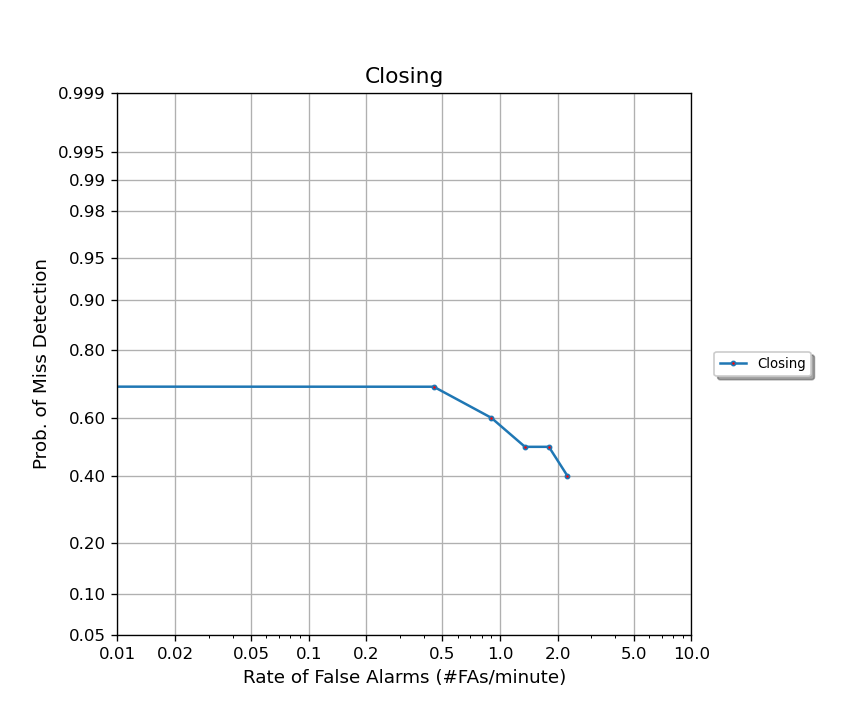 Closing
0.999
0.995
0.99
0.98
0.95
0.90
0.80
0.60
0.40
0.20
0.10
0.05
Prob. of Miss Detection
0.01 0.02 0.05 0.1 0.2 0.5 1.0 2.0 5.0 10.0
Rate of False Alarms (#FAs/minute)
Closing